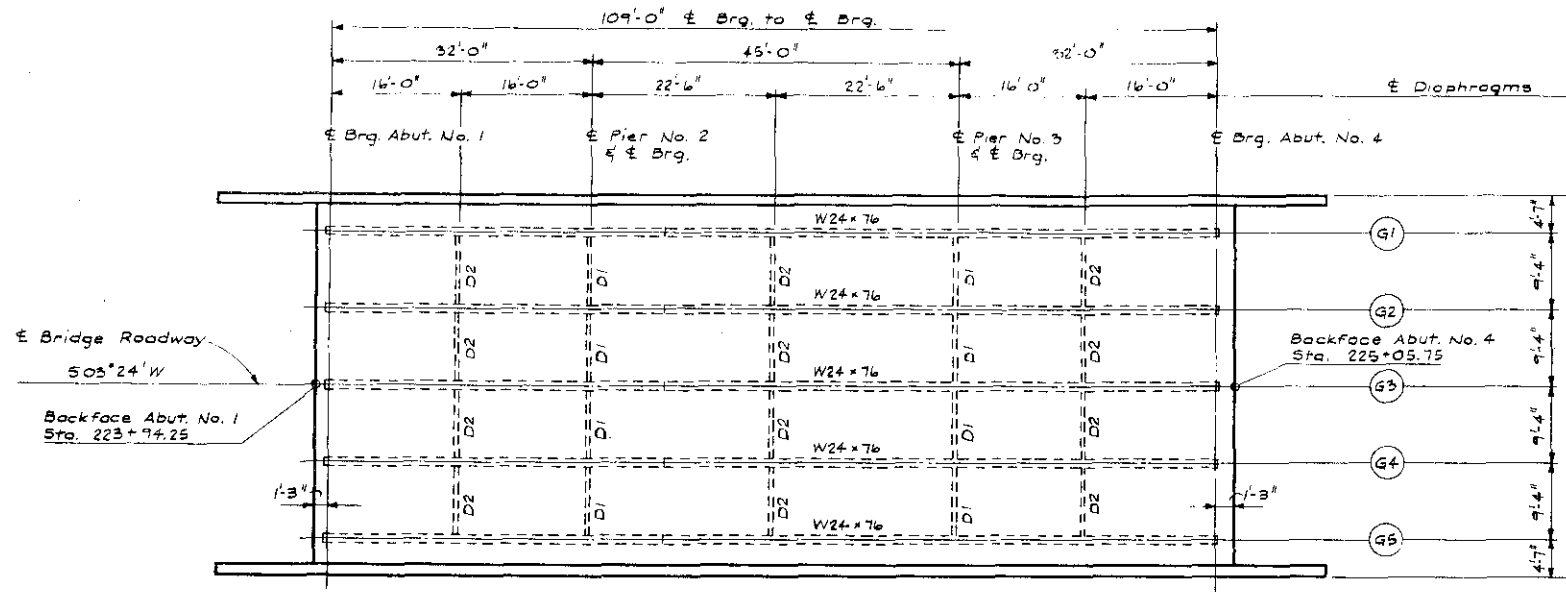 109'-0" ℄ Brg. to ℄ Brg.
32'-0" 45'-0" 32'-0"
16'-0" 16'-0" 22'-6" 22'-6" 16'-0" 16'-0" ℄ Diaphragms
℄ Brg. Abut. No. 1
℄ Pier No. 2
& ℄ Brg.
℄ Pier No. 3
& ℄ Brg.
℄ Brg. Abut. No. 4
4'-7"
W24×76
G1
D2 D1 D2 D1 D2
9'-4"
W24×76
G2
℄ Bridge Roadway
S03°24'W
D2 D1 D2 D1 D2
9'-4"
Backface Abut. No. 4
Sta. 225+05.75
W24×76
G3
Backface Abut. No. 1
Sta. 223+94.25
D2 D1 D2 D1 D2
9'-4"
W24×76
G4
1'-3"
D2 D1 D2 D1 D2
1'-3"
9'-4"
W24×76
G5
4'-7"